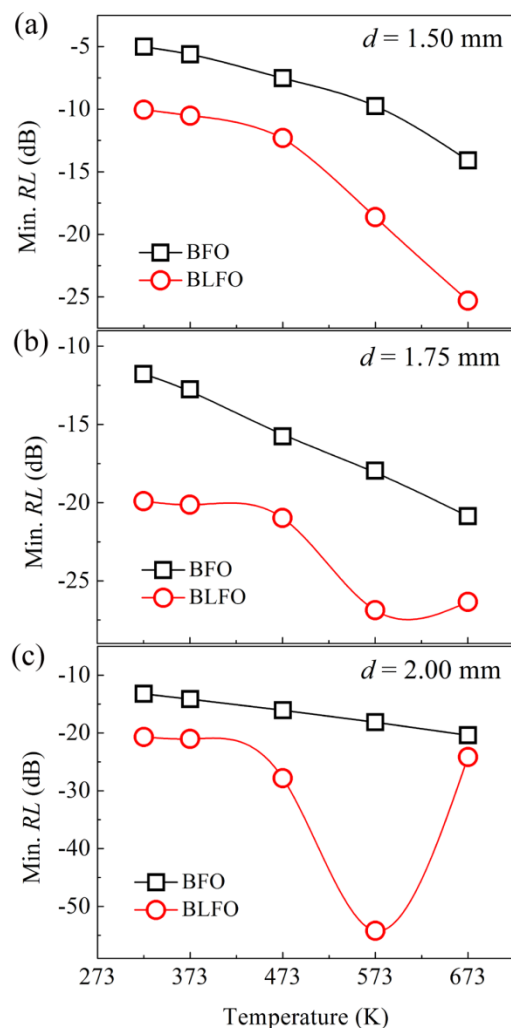 (a)
d = 1.50 mm
-5
-10
-15
-20
-25
Min. RL (dB)
BFO
BLFO
(b)
d = 1.75 mm
-10
-15
-20
-25
Min. RL (dB)
BFO
BLFO
(c)
d = 2.00 mm
-10
-20
-30
-40
-50
Min. RL (dB)
BFO
BLFO
273 373 473 573 673
Temperature (K)